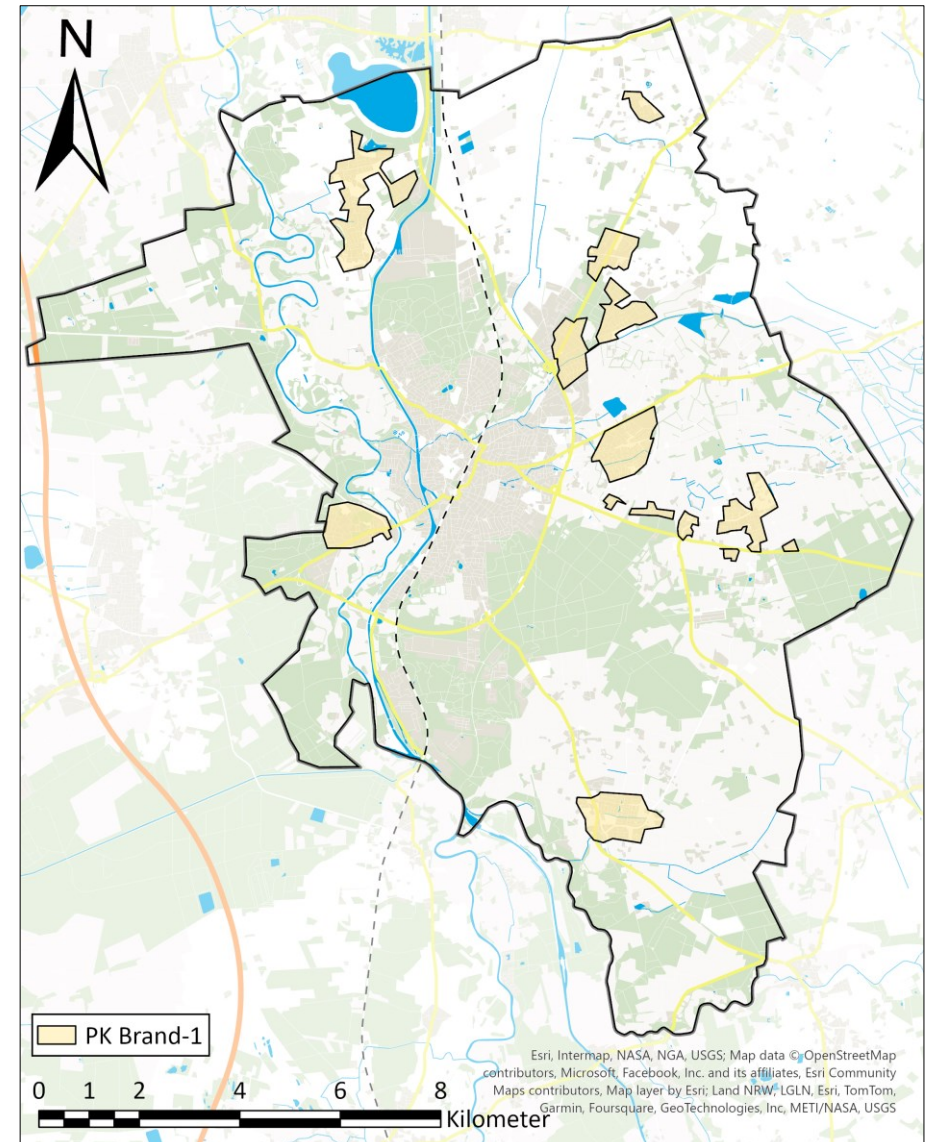 N
PK Brand-1
Esri, Intermap, NASA, NGA, USGS; Map data © OpenStreetMap
contributors, Microsoft, Facebook, Inc. and its affiliates, Esri Community
Maps contributors, Map layer by Esri; Land NRW, LGLN, Esri, TomTom,
Garmin, Foursquare, GeoTechnologies, Inc, METI/NASA, USGS
0 1 2 4 6 8
Kilometer